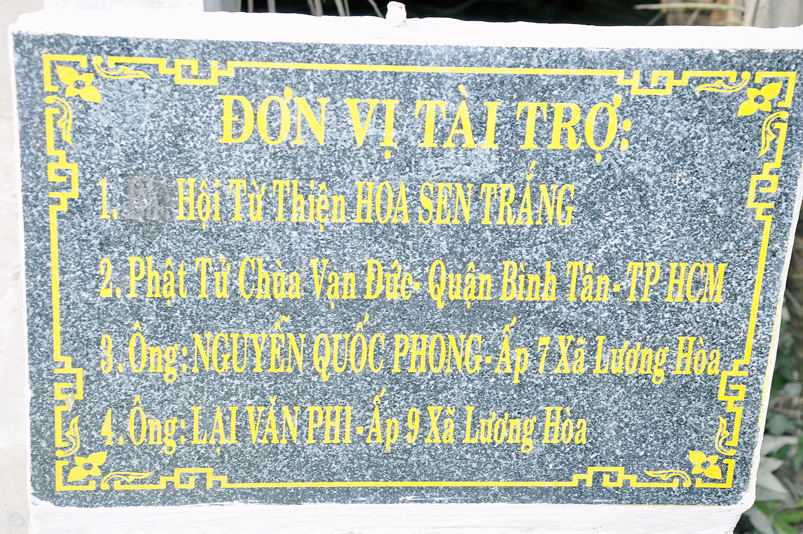 ĐƠN VỊ TÀI TRỢ:
1. Hội Từ Thiện HOA SEN TRẮNG
2. Phật Tử Chùa Vạn Đức- Quận Bình Tân- TP HCM
3. Ông: NGUYỄN QUỐC PHONG-Ấp 7 Xã Lương Hòa
4. Ông: LẠI VĂN PHI-Ấp 9 Xã Lương Hòa